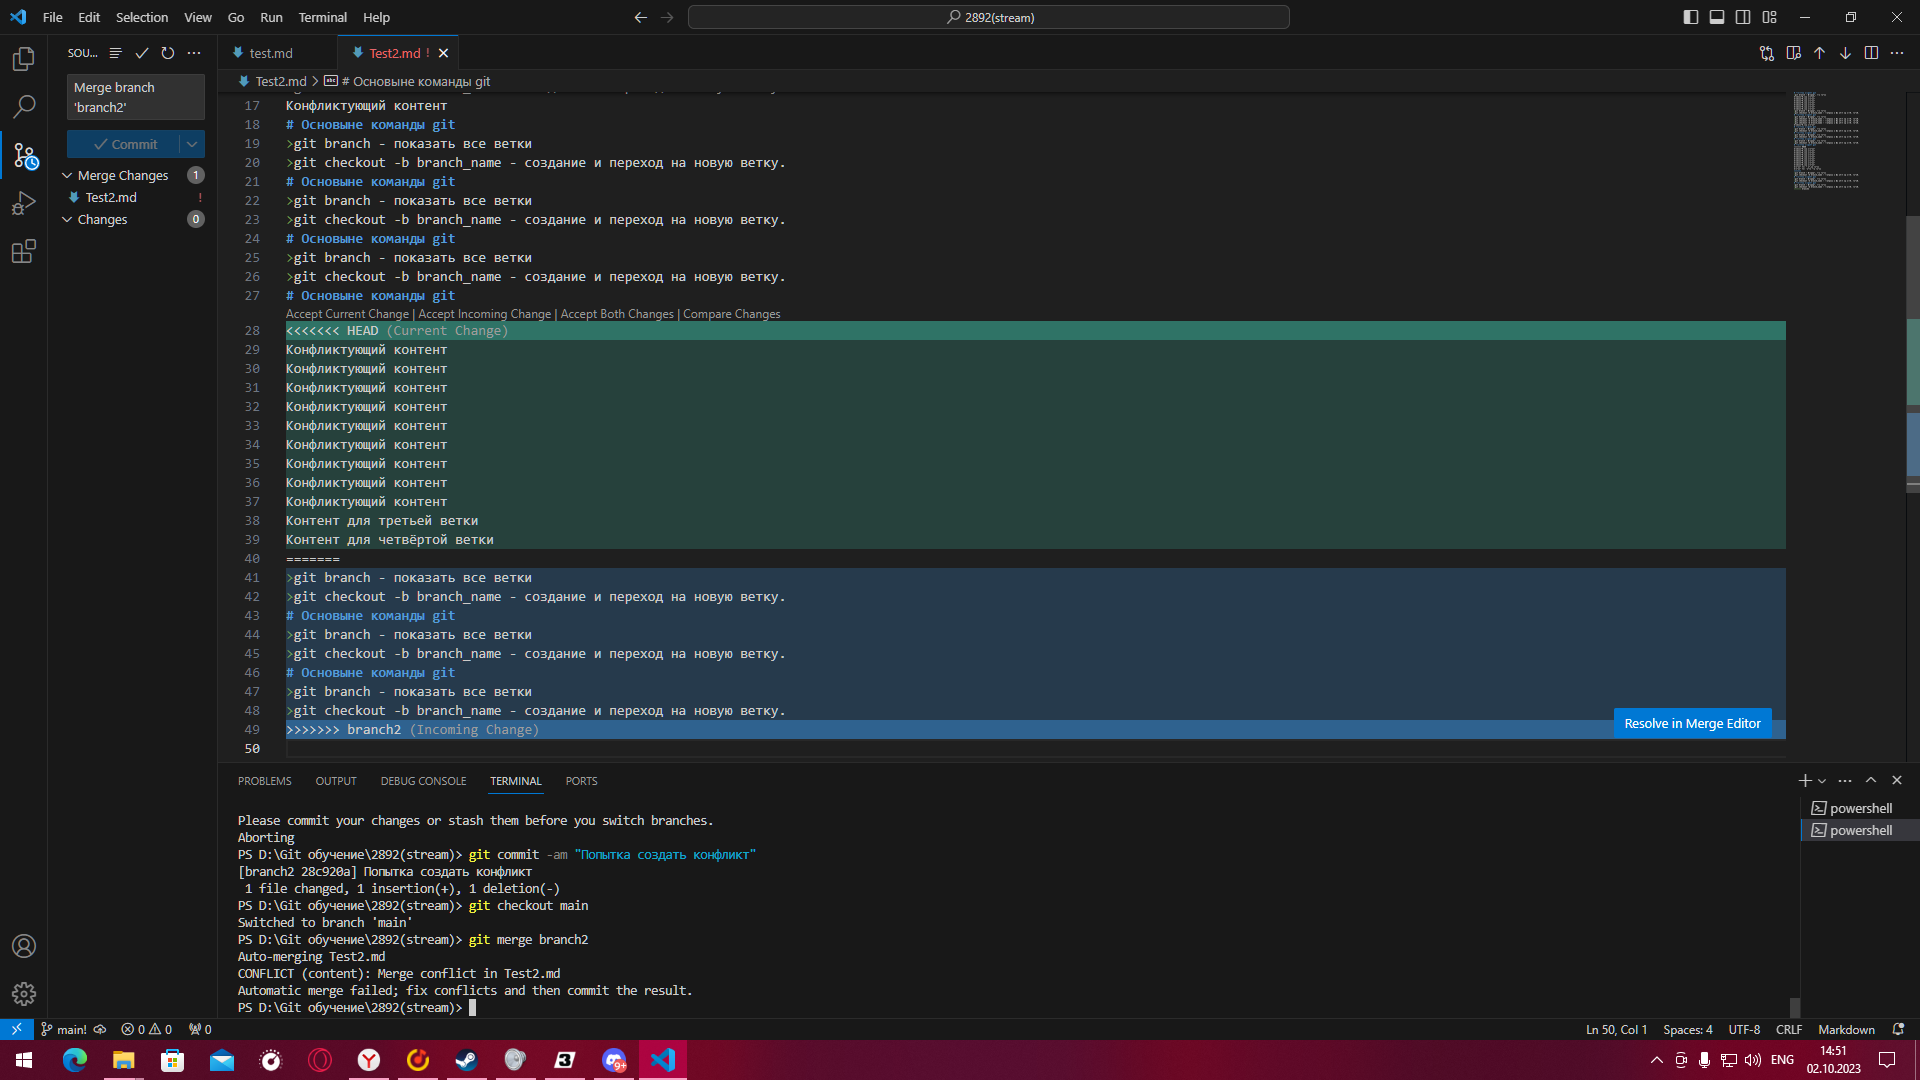 File Edit Selection View Go Run Terminal Help
2892(stream)
SOU...
test.md
Test2.md !
Test2.md > # Основыне команды git
Merge branch
'branch2'
Commit
Merge Changes 1
Test2.md !
Changes 0
17 Конфликтующий контент
18 # Основыне команды git
19 >git branch - показать все ветки
20 >git checkout -b branch_name - создание и переход на новую ветку.
21 # Основыне команды git
22 >git branch - показать все ветки
23 >git checkout -b branch_name - создание и переход на новую ветку.
24 # Основыне команды git
25 >git branch - показать все ветки
26 >git checkout -b branch_name - создание и переход на новую ветку.
27 # Основыне команды git
Accept Current Change | Accept Incoming Change | Accept Both Changes | Compare Changes
28 <<<<<<< HEAD (Current Change)
29 Конфликтующий контент
30 Конфликтующий контент
31 Конфликтующий контент
32 Конфликтующий контент
33 Конфликтующий контент
34 Конфликтующий контент
35 Конфликтующий контент
36 Конфликтующий контент
37 Конфликтующий контент
38 Контент для третьей ветки
39 Контент для четвёртой ветки
40 =======
41 >git branch - показать все ветки
42 >git checkout -b branch_name - создание и переход на новую ветку.
43 # Основыне команды git
44 >git branch - показать все ветки
45 >git checkout -b branch_name - создание и переход на новую ветку.
46 # Основыне команды git
47 >git branch - показать все ветки
48 >git checkout -b branch_name - создание и переход на новую ветку.
49 >>>>>>> branch2 (Incoming Change)
50
Resolve in Merge Editor
PROBLEMS OUTPUT DEBUG CONSOLE TERMINAL PORTS
powershell
powershell
Please commit your changes or stash them before you switch branches.
Aborting
PS D:\Git обучение\2892(stream)> git commit -am "Попытка создать конфликт"
[branch2 28c920a] Попытка создать конфликт
1 file changed, 1 insertion(+), 1 deletion(-)
PS D:\Git обучение\2892(stream)> git checkout main
Switched to branch 'main'
PS D:\Git обучение\2892(stream)> git merge branch2
Auto-merging Test2.md
CONFLICT (content): Merge conflict in Test2.md
Automatic merge failed; fix conflicts and then commit the result.
PS D:\Git обучение\2892(stream)>
main! 0 0 0
Ln 50, Col 1 Spaces: 4 UTF-8 CRLF Markdown
9+
ENG
14:51
02.10.2023